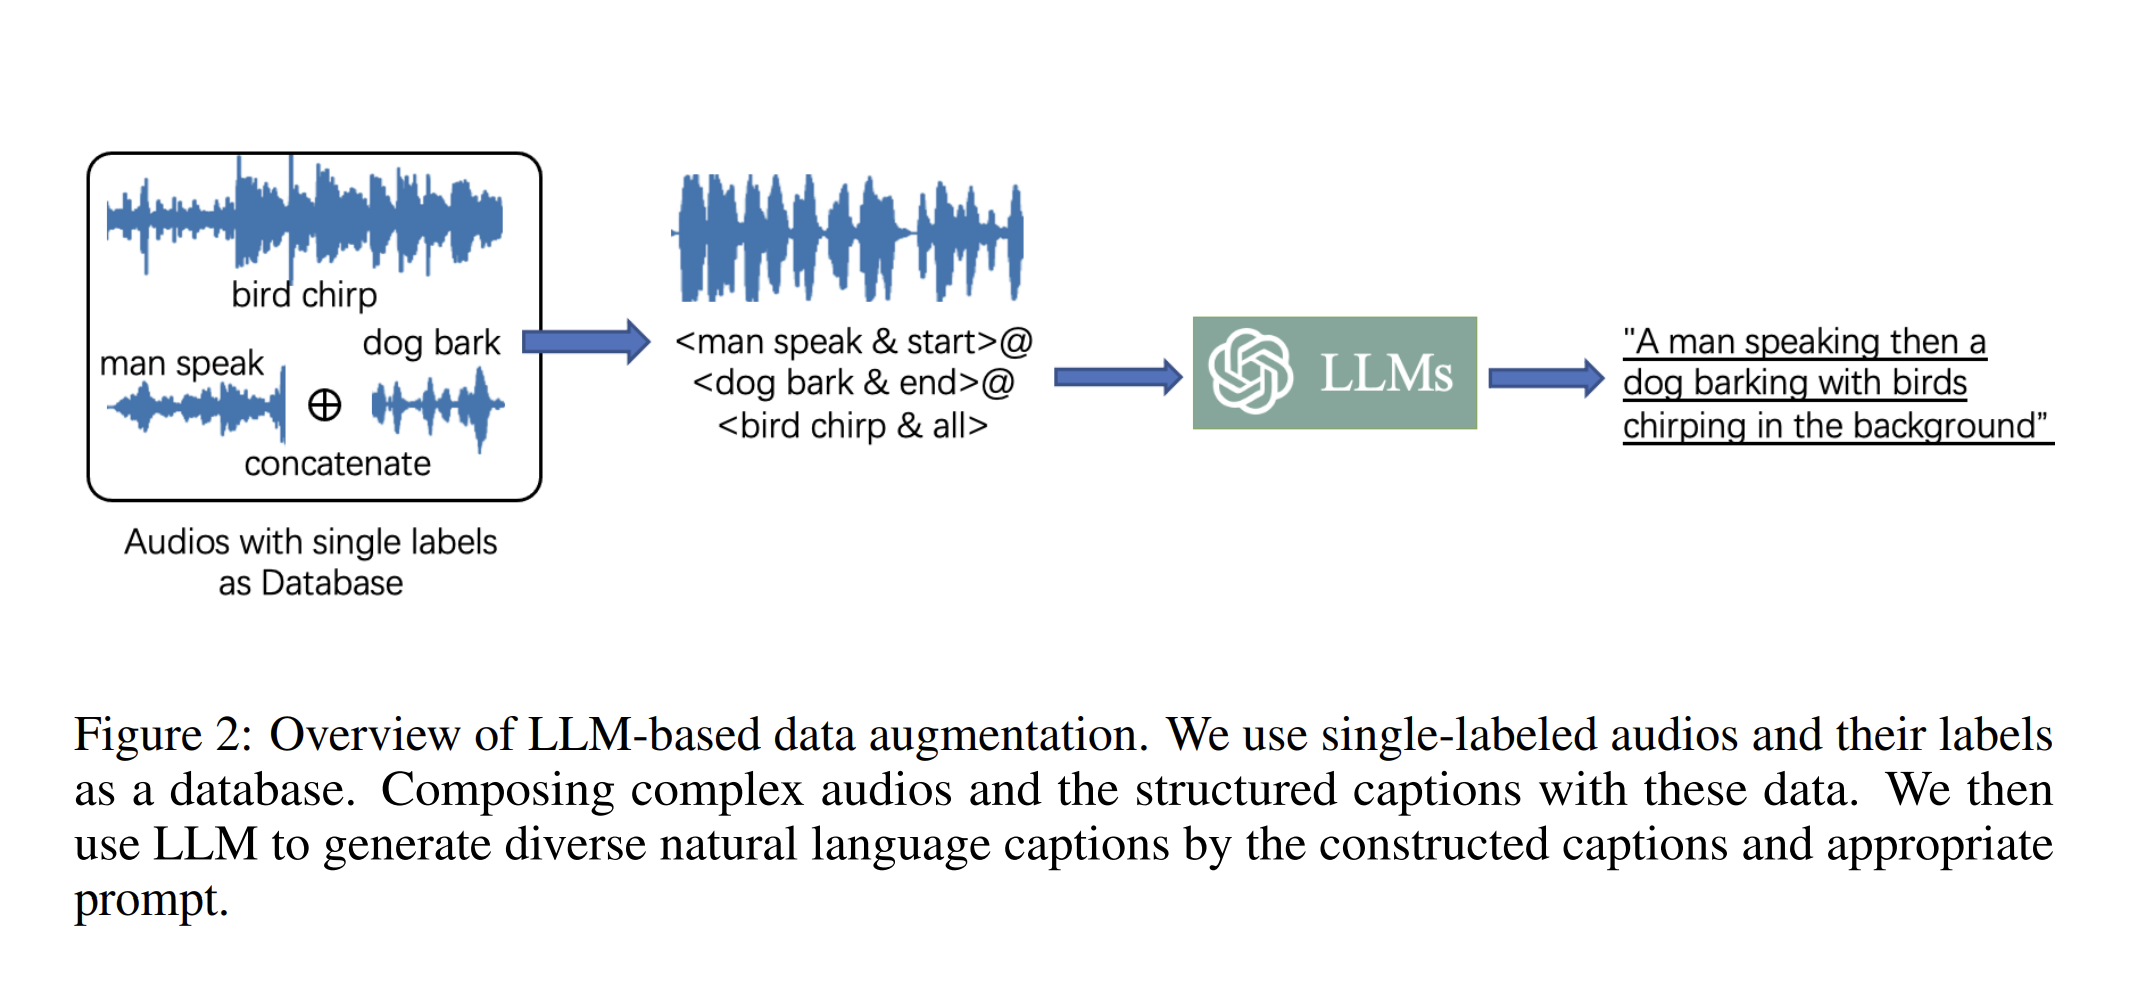 bird chirp
man speak
dog bark
concatenate
Audios with single labels
as Database
<man speak & start>@
<dog bark & end>@
<bird chirp & all>
LLMs
"A man speaking then a
dog barking with birds
chirping in the background”
Figure 2: Overview of LLM-based data augmentation. We use single-labeled audios and their labels
as a database. Composing complex audios and the structured captions with these data. We then
use LLM to generate diverse natural language captions by the constructed captions and appropriate
prompt.